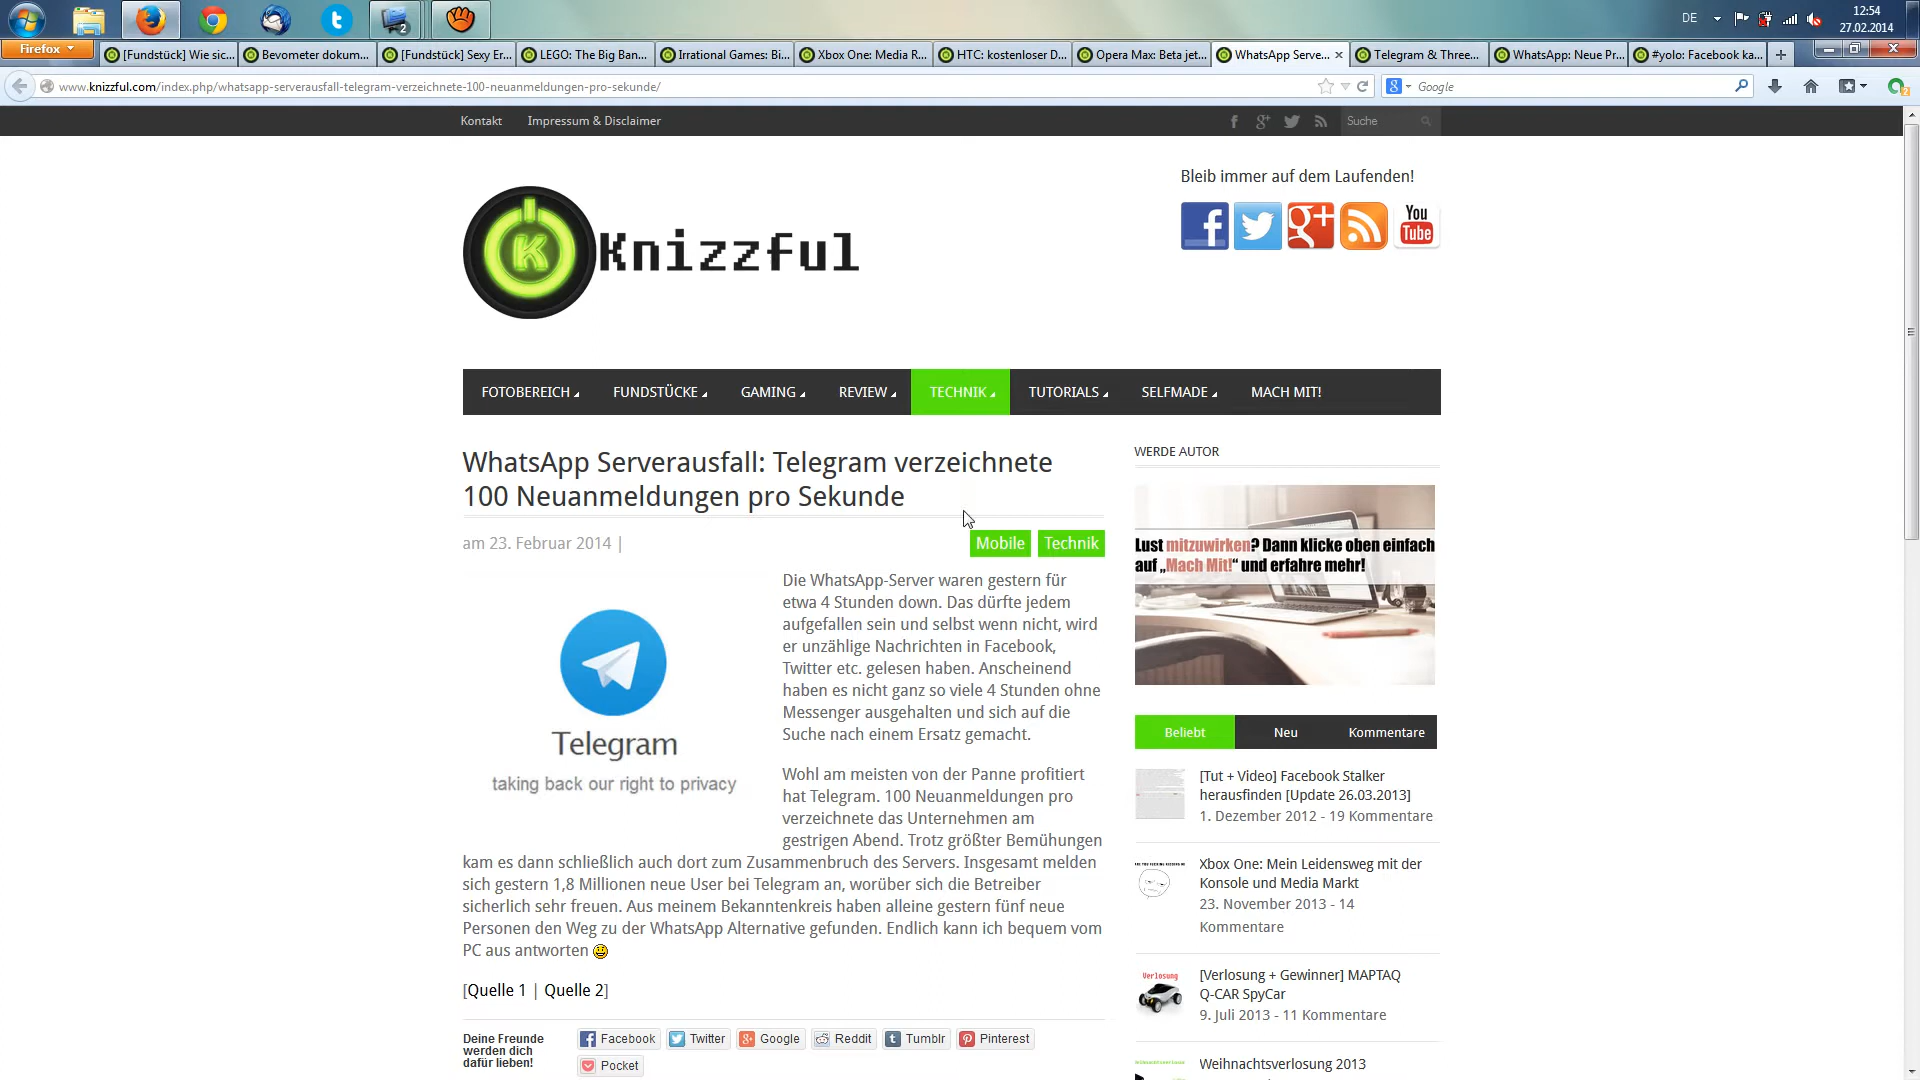 DE
12:54
27.02.2014
2
Firefox
[Fundstück] Wie sic...
Bevometer dokum...
[Fundstück] Sexy Er...
LEGO: The Big Ban...
Irrational Games: Bi...
Xbox One: Media R...
HTC: kostenloser D...
Opera Max: Beta jet...
WhatsApp Serve...
Telegram & Three...
WhatsApp: Neue Pr...
#yolo: Facebook ka...
www.knizzful.com/index.php/whatsapp-serverausfall-telegram-verzeichnete-100-neuanmeldungen-pro-sekunde/
Google
2
Kontakt
Impressum & Disclaimer
Suche
Bleib immer auf dem Laufenden!
You
Tube
K
Knizzful
FOTOBEREICH
FUNDSTÜCKE
GAMING
REVIEW
TECHNIK
TUTORIALS
SELFMADE
MACH MIT!
WhatsApp Serverausfall: Telegram verzeichnete
100 Neuanmeldungen pro Sekunde
am 23. Februar 2014 |
Mobile
Technik
Telegram
taking back our right to privacy
Die WhatsApp-Server waren gestern für
etwa 4 Stunden down. Das dürfte jedem
aufgefallen sein und selbst wenn nicht, wird
er unzählige Nachrichten in Facebook,
Twitter etc. gelesen haben. Anscheinend
haben es nicht ganz so viele 4 Stunden ohne
Messenger ausgehalten und sich auf die
Suche nach einem Ersatz gemacht.
Wohl am meisten von der Panne profitiert
hat Telegram. 100 Neuanmeldungen pro
verzeichnete das Unternehmen am
gestrigen Abend. Trotz größter Bemühungen
kam es dann schließlich auch dort zum Zusammenbruch des Servers. Insgesamt melden
sich gestern 1,8 Millionen neue User bei Telegram an, worüber sich die Betreiber
sicherlich sehr freuen. Aus meinem Bekanntenkreis haben alleine gestern fünf neue
Personen den Weg zu der WhatsApp Alternative gefunden. Endlich kann ich bequem vom
PC aus antworten
[Quelle 1 | Quelle 2]
Deine Freunde
werden dich
dafür lieben!
Facebook
Twitter
Google
Reddit
Tumblr
Pinterest
Pocket
WERDE AUTOR
Lust mitzuwirken? Dann klicke oben einfach
auf „Mach Mit!“ und erfahre mehr!
Beliebt
Neu
Kommentare
[Tut + Video] Facebook Stalker
herausfinden [Update 26.03.2013]
1. Dezember 2012 - 19 Kommentare
Xbox One: Mein Leidensweg mit der
Konsole und Media Markt
23. November 2013 - 14
Kommentare
Verlosung
[Verlosung + Gewinner] MAPTAQ
Q-CAR SpyCar
9. Juli 2013 - 11 Kommentare
Weihnachtsverlosung 2013